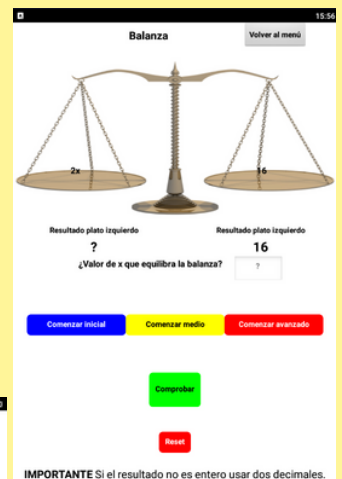 15:56
Balanza
Volver al menú
2x
16
Resultado plato izquierdo
Resultado plato izquierdo
?
16
¿Valor de x que equilibra la balanza?
?
Comenzar inicial
Comenzar medio
Comenzar avanzado
Comprobar
Reset
IMPORTANTE Si el resultado no es entero usar dos decimales.